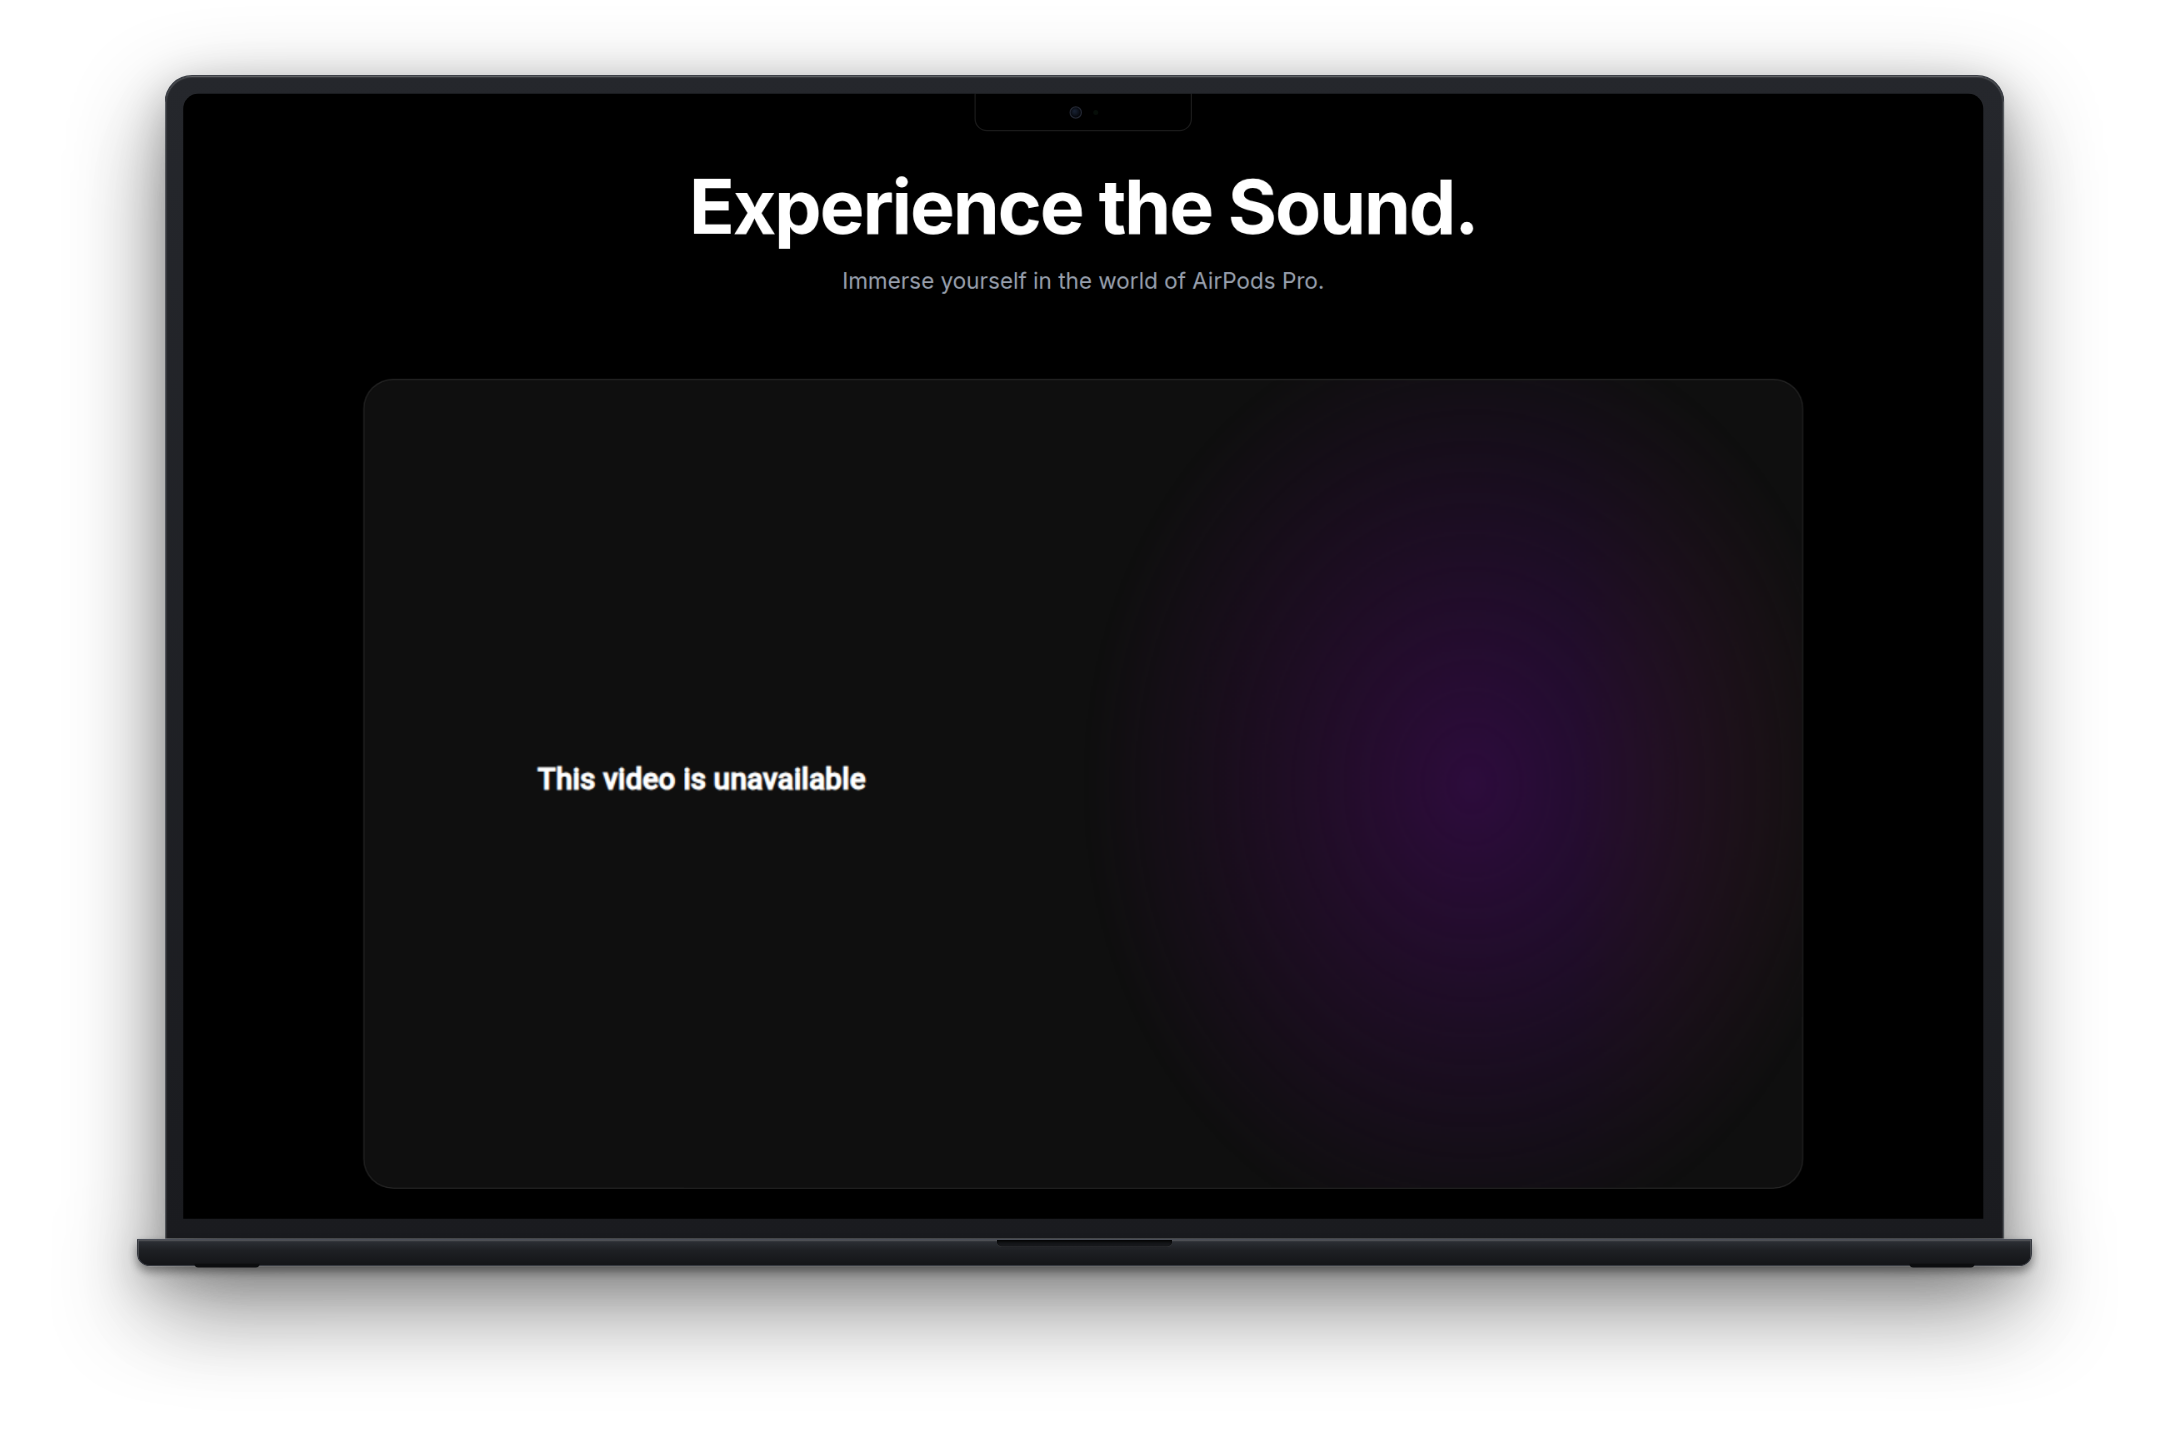 Experience the Sound.
Immerse yourself in the world of AirPods Pro.
This video is unavailable